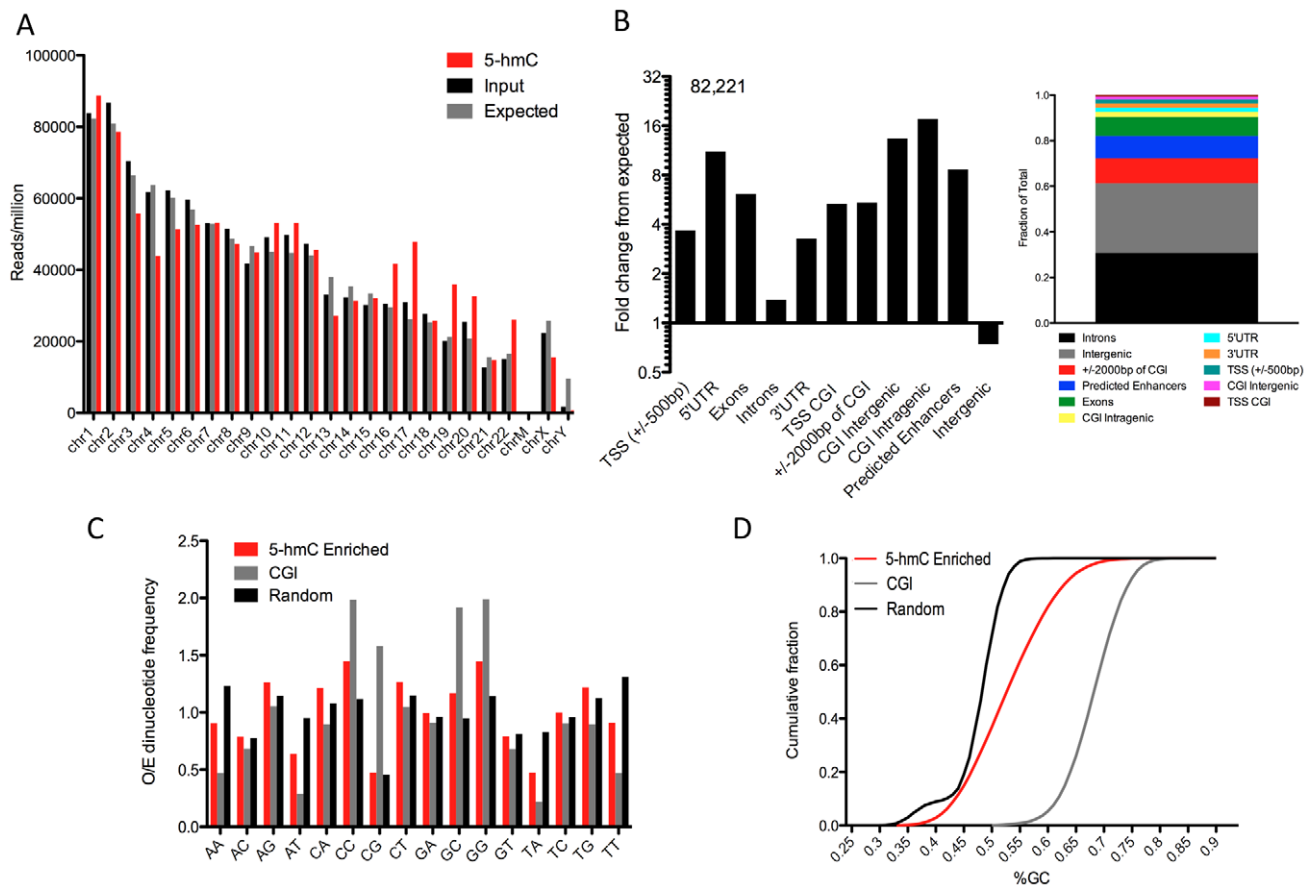 A
100000
80000
60000
40000
20000
0
Reads/million
5-hmC
Input
Expected
chr1
chr2
chr3
chr4
chr5
chr6
chr7
chr8
chr9
chr10
chr11
chr12
chr13
chr14
chr15
chr16
chr17
chr18
chr19
chr20
chr21
chr22
chrM
chrX
chrY
B
82,221
32
16
8
4
2
1
0.5
Fold change from expected
TSS (+/-500bp)
5'UTR
Exons
Introns
3'UTR
TSS CGI
+/-2000bp of CGI
CGI Intergenic
CGI Intragenic
Predicted Enhancers
Intergenic
1.0
0.8
0.6
0.4
0.2
0.0
Fraction of Total
Introns
Intergenic
+/-2000bp of CGI
Predicted Enhancers
Exons
CGI Intragenic
5'UTR
3'UTR
TSS (+/-500bp)
CGI Intergenic
TSS CGI
C
2.5
2.0
1.5
1.0
0.5
0.0
O/E dinucleotide frequency
5-hmC Enriched
CGI
Random
AA
AC
AG
AT
CA
CC
CG
CT
GA
GC
GG
GT
TA
TC
TG
TT
D
1.0
0.8
0.6
0.4
0.2
0.0
Cumulative fraction
5-hmC Enriched
CGI
Random
0.25
0.3
0.35
0.4
0.45
0.5
0.55
0.6
0.65
0.7
0.75
0.8
0.85
0.9
%GC